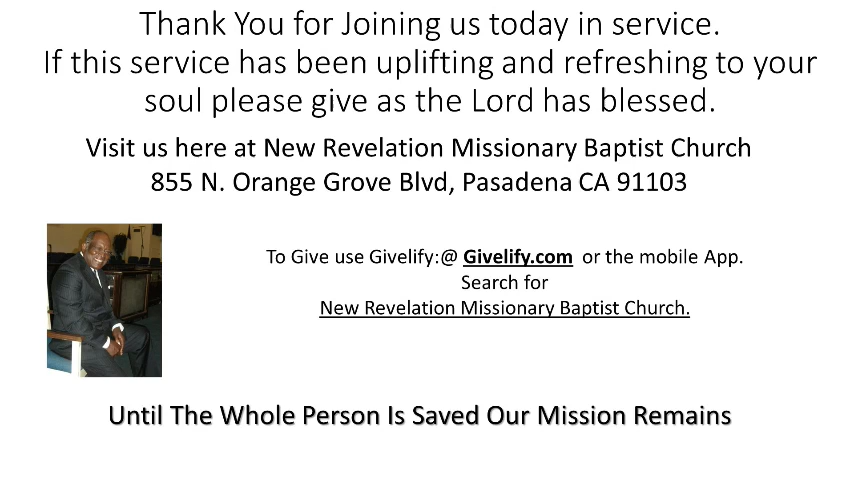 Thank You for Joining us today in service.
If this service has been uplifting and refreshing to your
soul please give as the Lord has blessed.
Visit us here at New Revelation Missionary Baptist Church
855 N. Orange Grove Blvd, Pasadena CA 91103
To Give use Givelify:@ Givelify.com or the mobile App.
Search for
New Revelation Missionary Baptist Church.
Until The Whole Person Is Saved Our Mission Remains